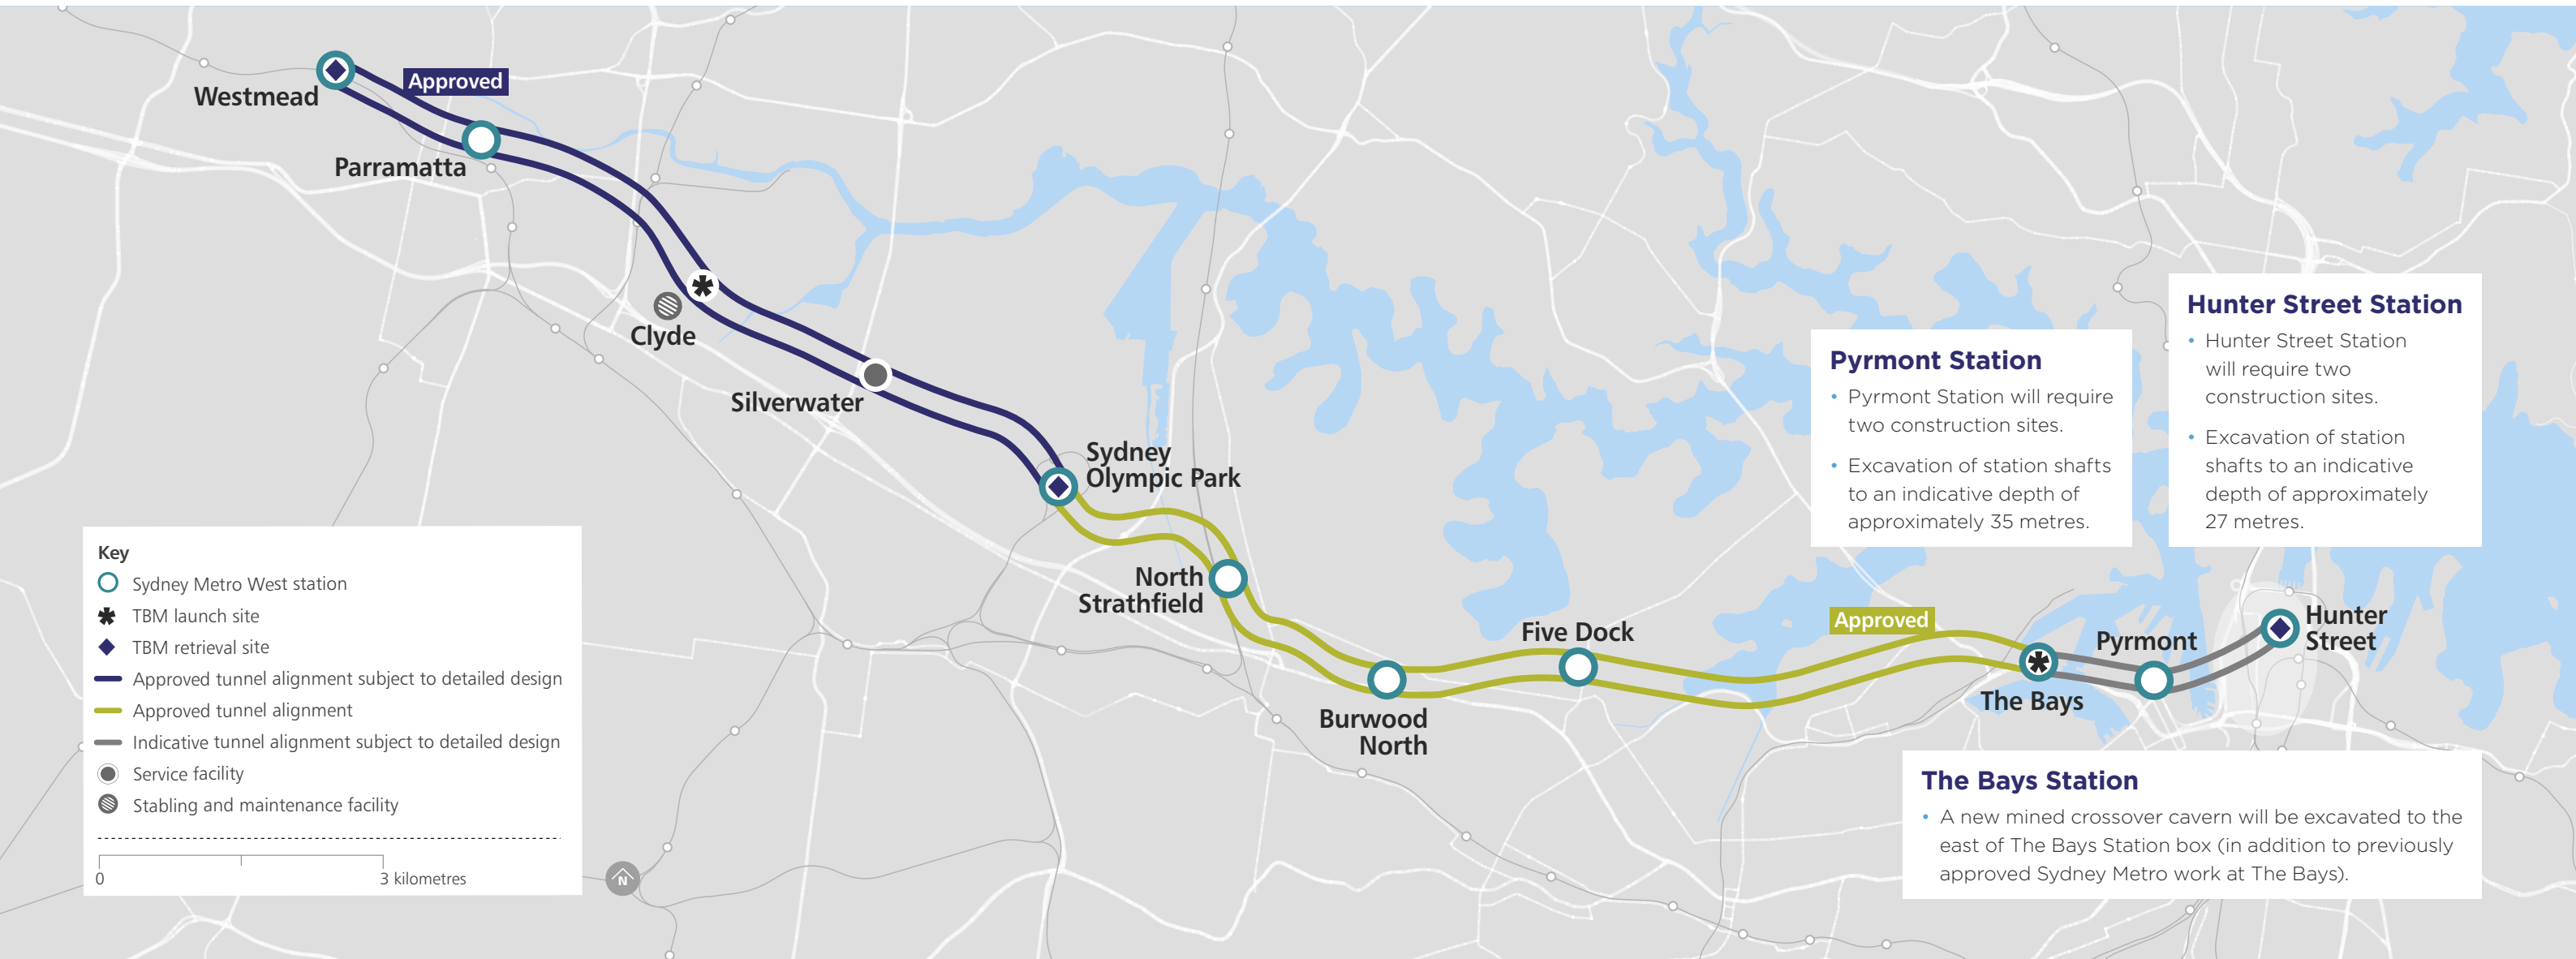 Westmead
Approved
Parramatta
Clyde
Silverwater
Sydney
Olympic Park
North
Strathfield
Burwood
North
Five Dock
Approved
The Bays
Pyrmont
Hunter
Street
Pyrmont Station
• Pyrmont Station will require
two construction sites.
• Excavation of station shafts
to an indicative depth of
approximately 35 metres.
Hunter Street Station
• Hunter Street Station
will require two
construction sites.
• Excavation of station
shafts to an indicative
depth of approximately
27 metres.
The Bays Station
• A new mined crossover cavern will be excavated to the
east of The Bays Station box (in addition to previously
approved Sydney Metro work at The Bays).
Key
Sydney Metro West station
TBM launch site
TBM retrieval site
Approved tunnel alignment subject to detailed design
Approved tunnel alignment
Indicative tunnel alignment subject to detailed design
Service facility
Stabling and maintenance facility
0 3 kilometres
N